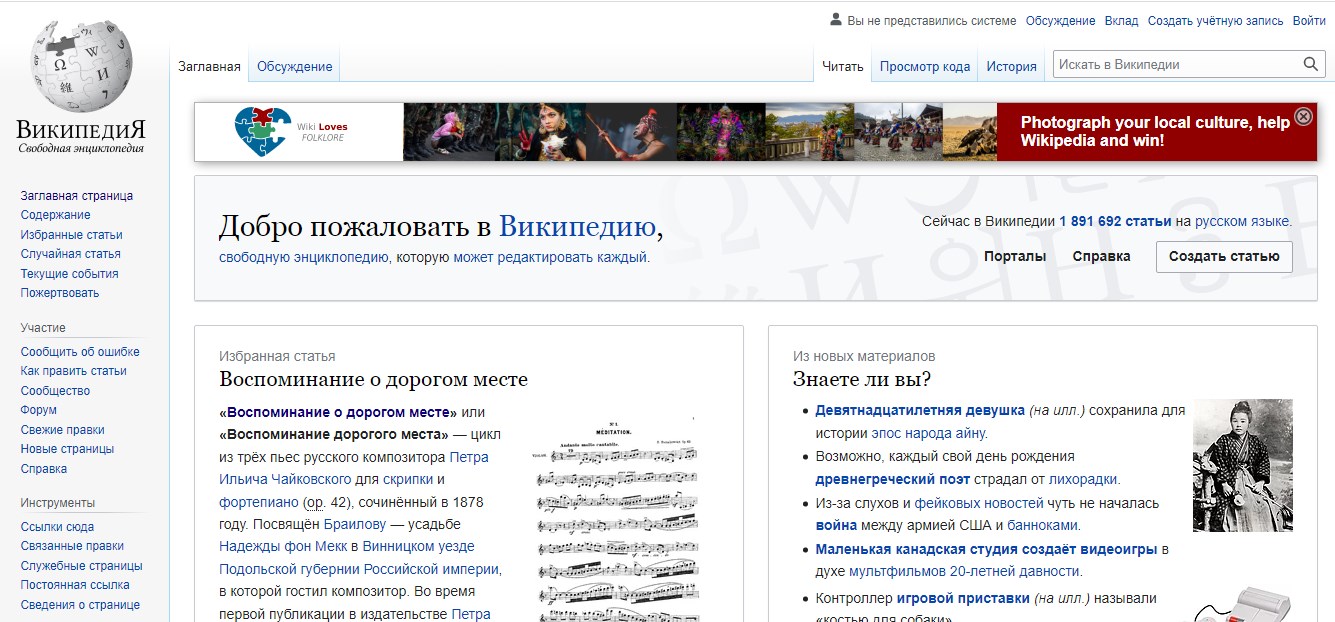 Вы не представились системе Обсуждение Вклад Создать учётную запись Войти
Заглавная Обсуждение Читать Просмотр кода История Искать в Википедии
ВИКИПЕДИЯ
Свободная энциклопедия
Заглавная страница
Содержание
Избранные статьи
Случайная статья
Текущие события
Пожертвовать
Участие
Сообщить об ошибке
Как править статьи
Сообщество
Форум
Свежие правки
Новые страницы
Справка
Инструменты
Ссылки сюда
Связанные правки
Служебные страницы
Постоянная ссылка
Сведения о странице
Wiki Loves
FOLKLORE
Photograph your local culture, help
Wikipedia and win!
Добро пожаловать в Википедию,
свободную энциклопедию, которую может редактировать каждый.
Сейчас в Википедии 1 891 692 статьи на русском языке.
Порталы Справка Создать статью
Избранная статья
Воспоминание о дорогом месте
«Воспоминание о дорогом месте» или
«Воспоминание дорогого места» — цикл
из трёх пьес русского композитора Петра
Ильича Чайковского для скрипки и
фортепиано (op. 42), сочинённый в 1878
году. Посвящён Браилову — усадьбе
Надежды фон Мекк в Винницком уезде
Подольской губернии Российской империи,
в которой гостил композитор. Во время
первой публикации в издательстве Петра
MÉDITATION.
Из новых материалов
Знаете ли вы?
Девятнадцатилетняя девушка (на илл.) сохранила для
истории эпос народа айну.
Возможно, каждый свой день рождения
древнегреческий поэт страдал от лихорадки.
Из-за слухов и фейковых новостей чуть не началась
война между армией США и банноками.
Маленькая канадская студия создаёт видеоигры в
духе мультфильмов 20-летней давности.
Контроллер игровой приставки (на илл.) называли
«костью для собаки».